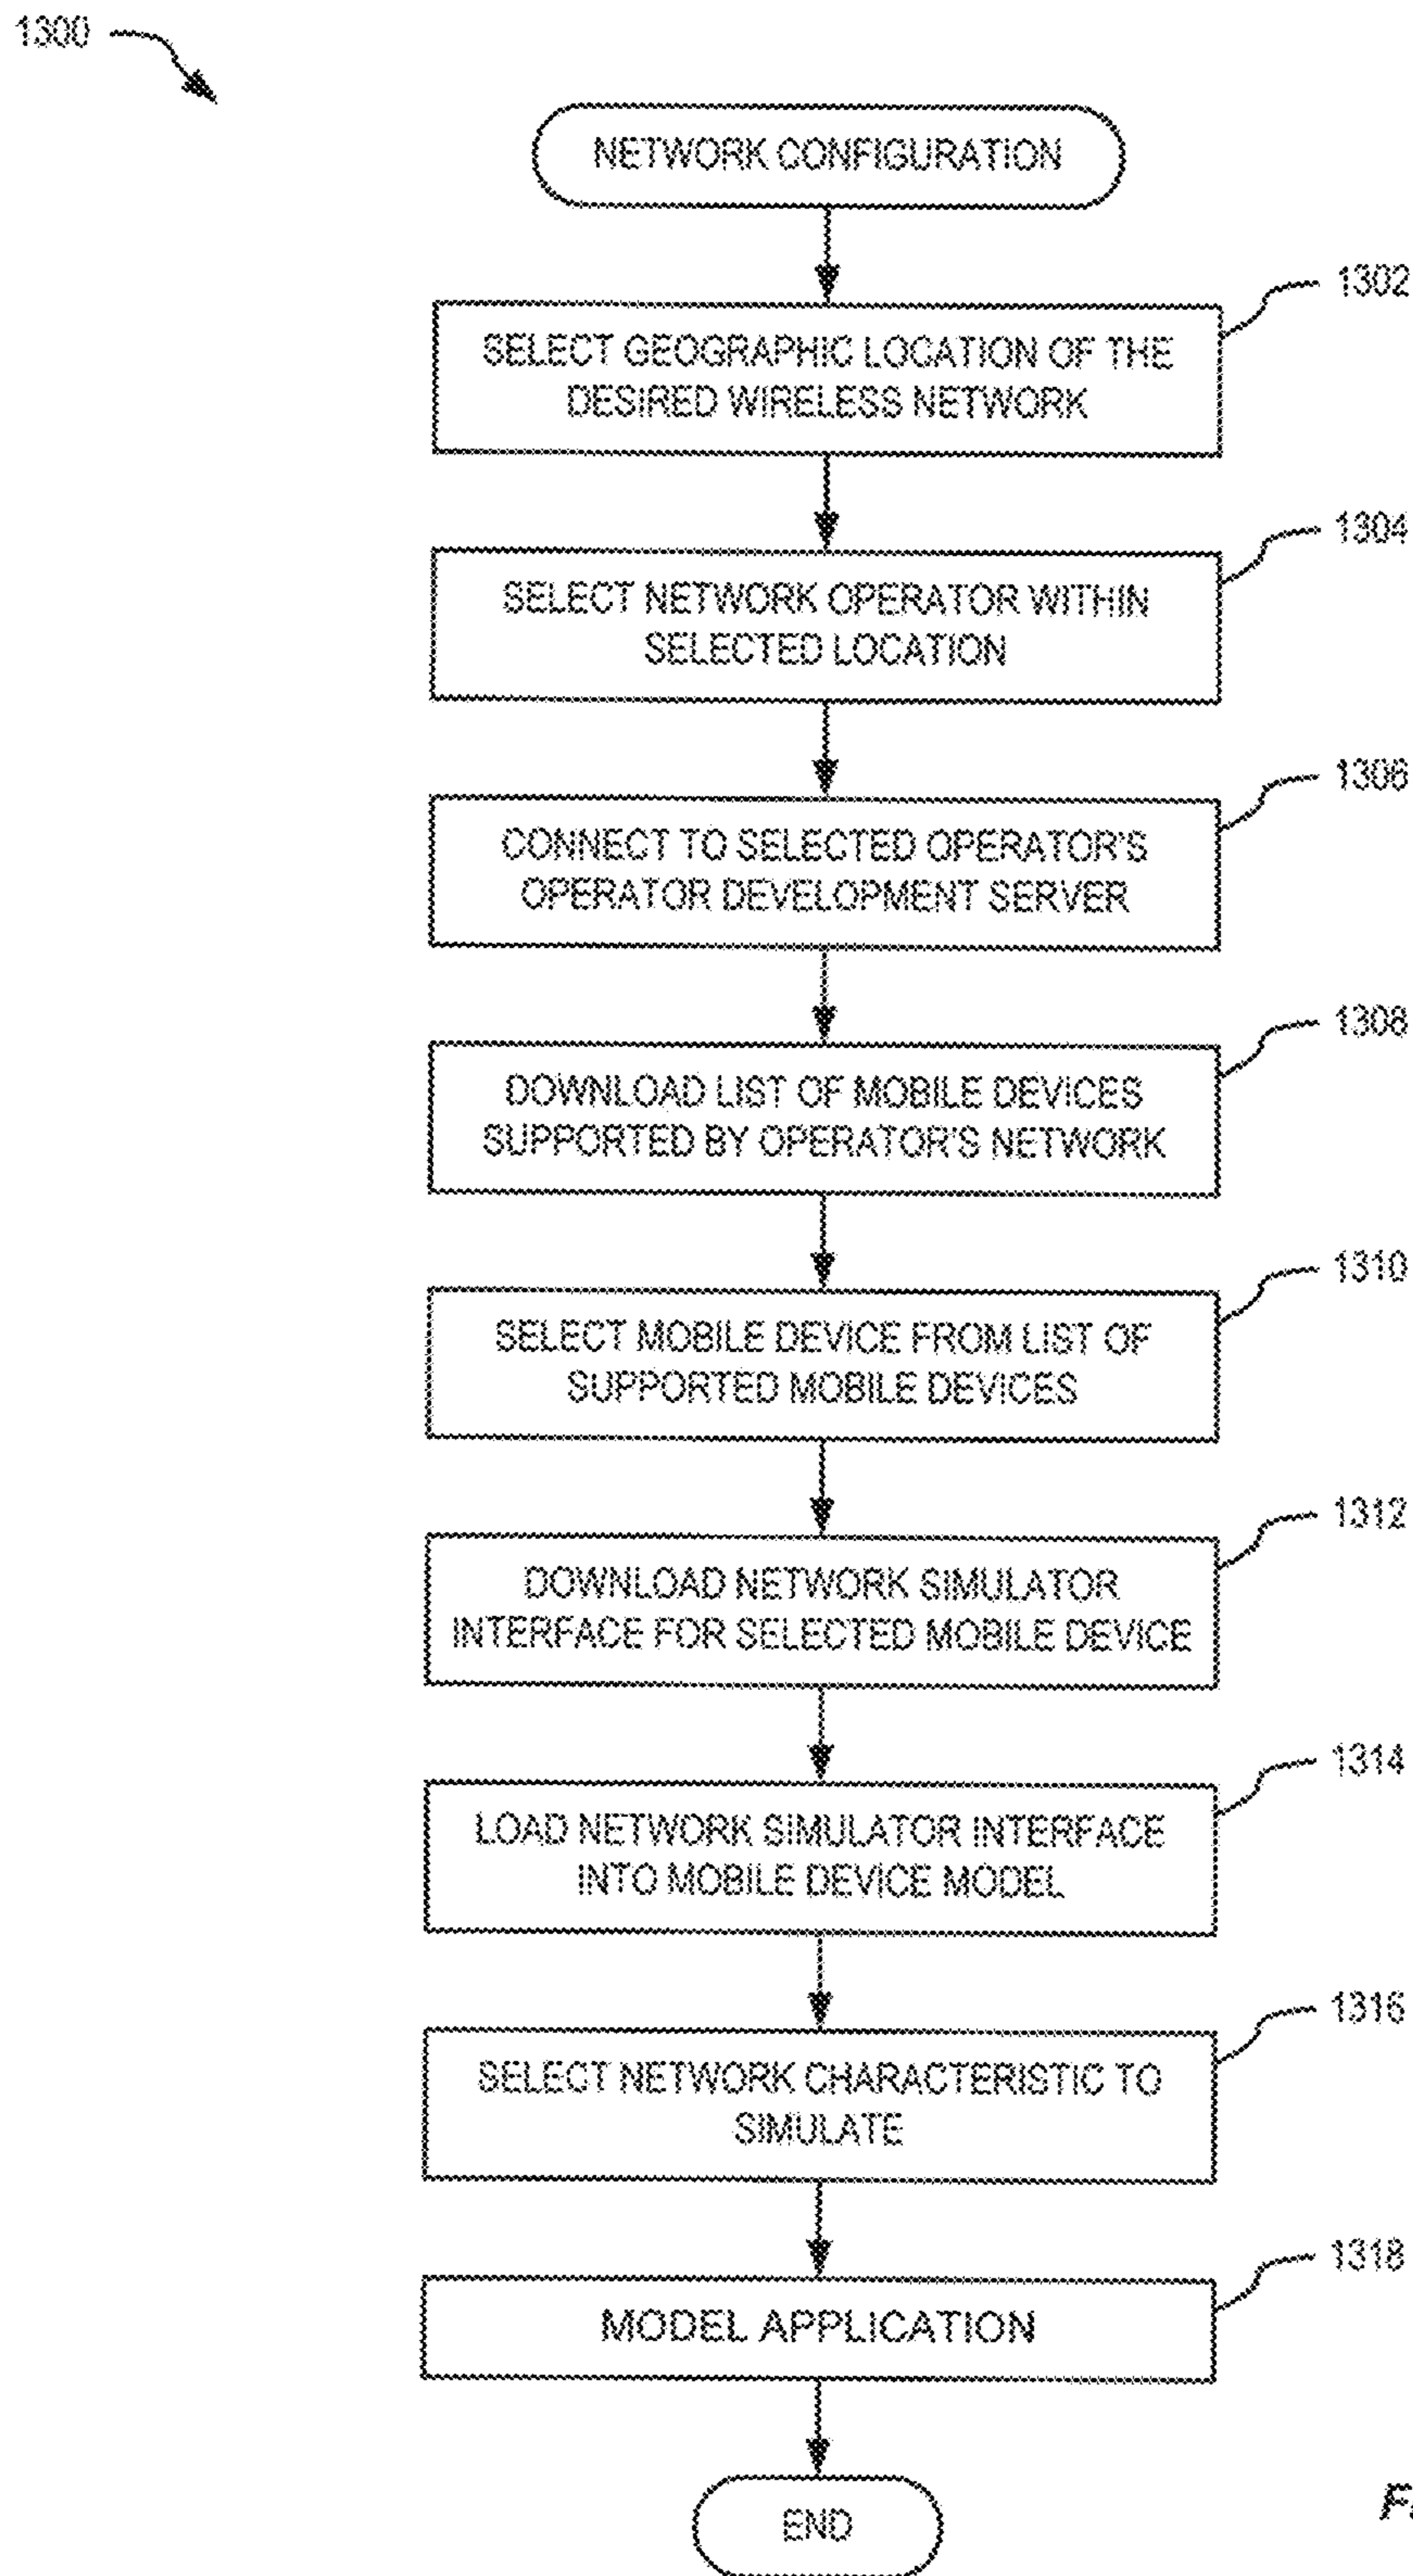 1300
NETWORK CONFIGURATION
1302
SELECT GEOGRAPHIC LOCATION OF THE
DESIRED WIRELESS NETWORK
1304
SELECT NETWORK OPERATOR WITHIN
SELECTED LOCATION
1306
CONNECT TO SELECTED OPERATOR'S
OPERATOR DEVELOPMENT SERVER
1308
DOWNLOAD LIST OF MOBILE DEVICES
SUPPORTED BY OPERATOR'S NETWORK
1310
SELECT MOBILE DEVICE FROM LIST OF
SUPPORTED MOBILE DEVICES
1312
DOWNLOAD NETWORK SIMULATOR
INTERFACE FOR SELECTED MOBILE DEVICE
1314
LOAD NETWORK SIMULATOR INTERFACE
INTO MOBILE DEVICE MODEL
1316
SELECT NETWORK CHARACTERISTIC TO
SIMULATE
1318
MODEL APPLICATION
END